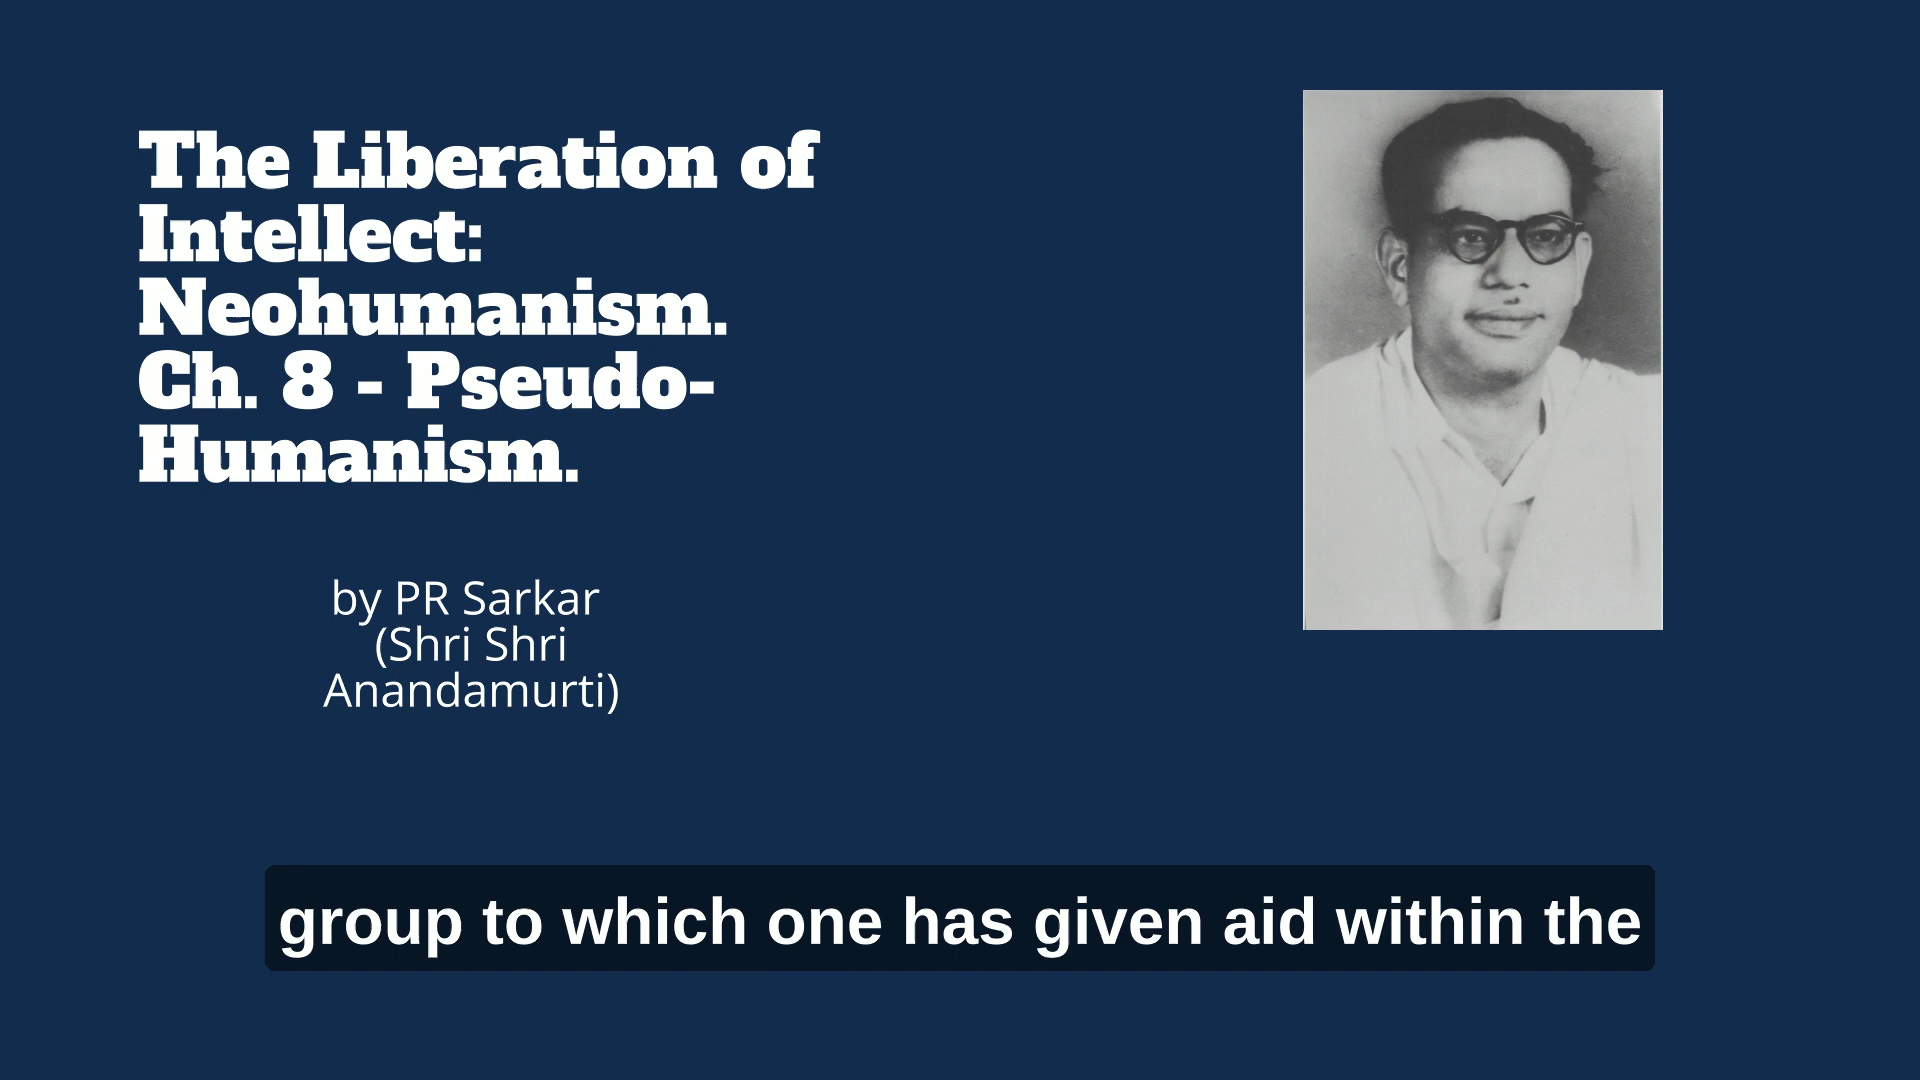 The Liberation of
Intellect:
Neohumanism.
Ch. 8 - Pseudo-
Humanism.
by PR Sarkar
(Shri Shri
Anandamurti)
group to which one has given aid within the